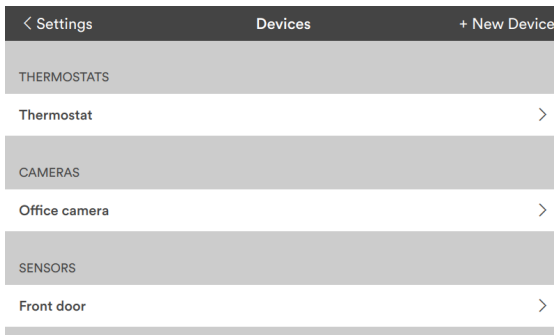 < Settings Devices + New Device
THERMOSTATS
Thermostat >
CAMERAS
Office camera >
SENSORS
Front door >